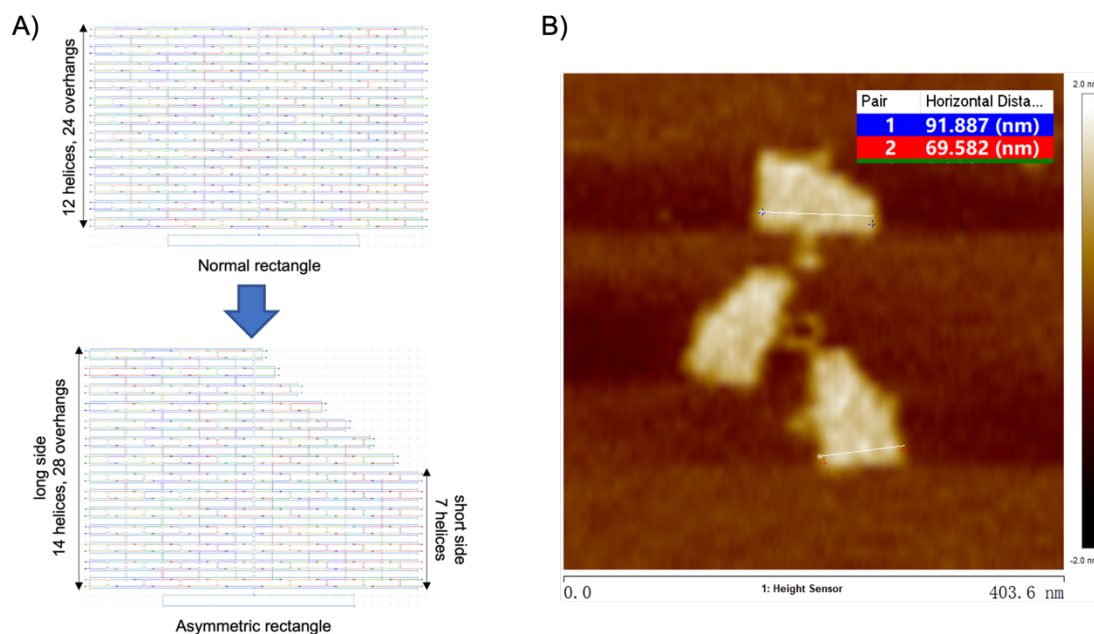 A)
12 helices, 24 overhangs
Normal rectangle
long side
14 helices, 28 overhangs
short side
7 helices
Asymmetric rectangle
B)
Pair Horizontal Dista...
1 91.887 (nm)
2 69.582 (nm)
2.0 nm
-2.0 nm
0.0 1: Height Sensor 403.6 nm